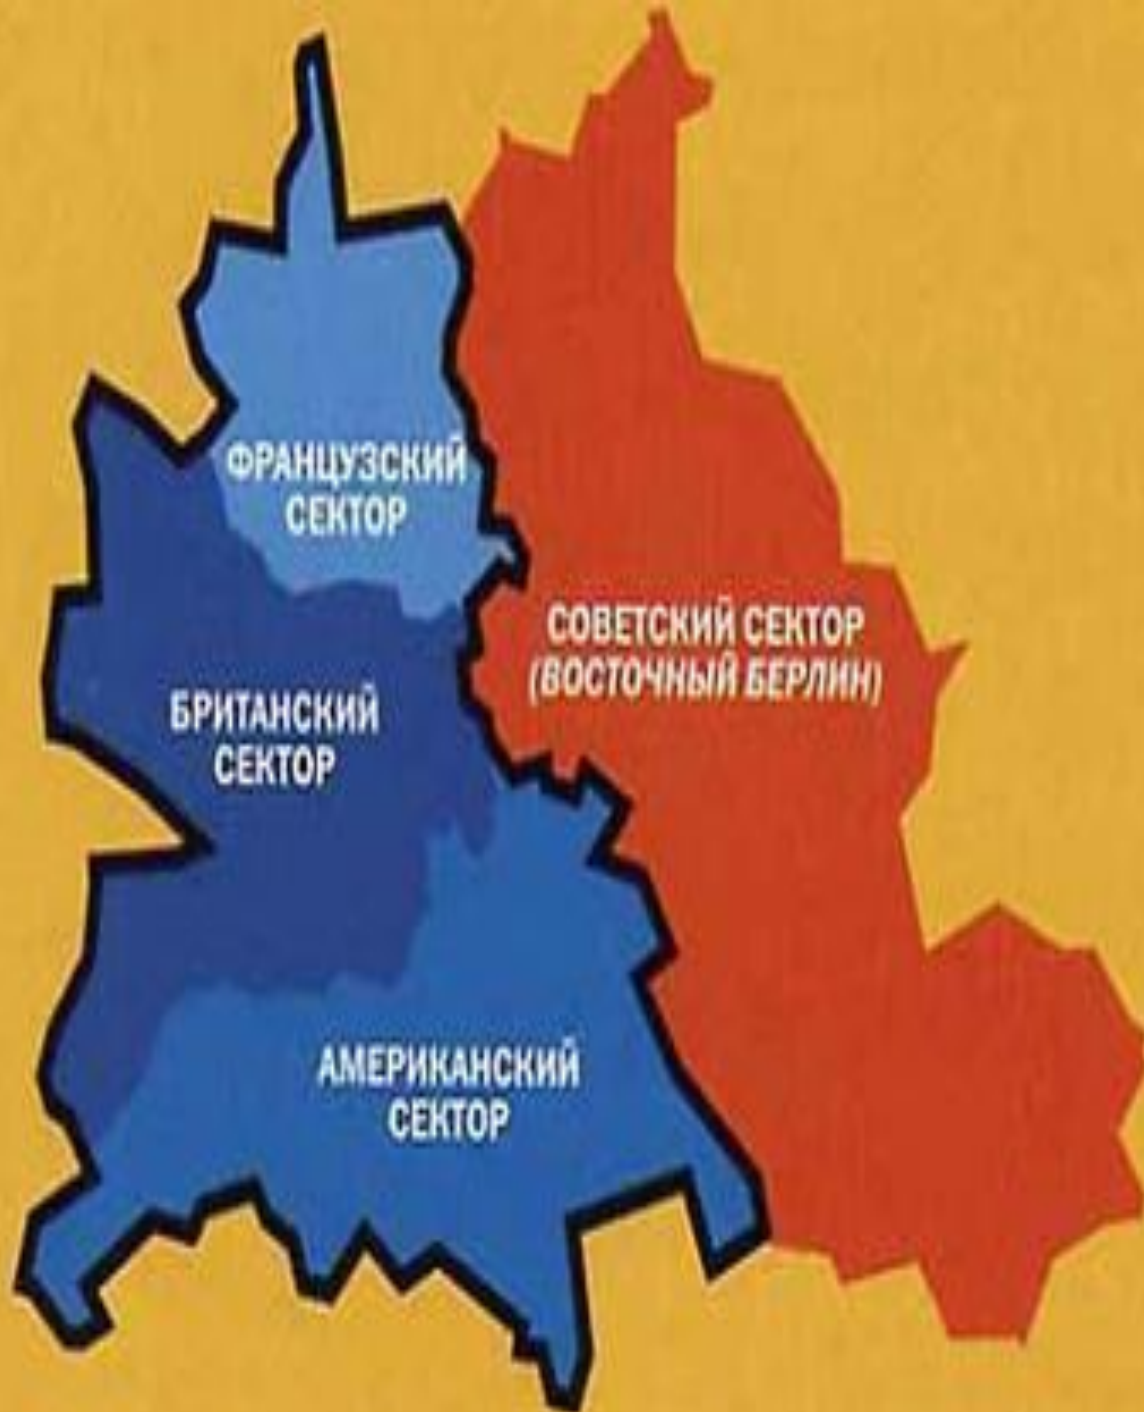 ФРАНЦУЗСКИЙ
СЕКТОР
СОВЕТСКИЙ СЕКТОР
(ВОСТОЧНЫЙ БЕРЛИН)
БРИТАНСКИЙ
СЕКТОР
АМЕРИКАНСКИЙ
СЕКТОР